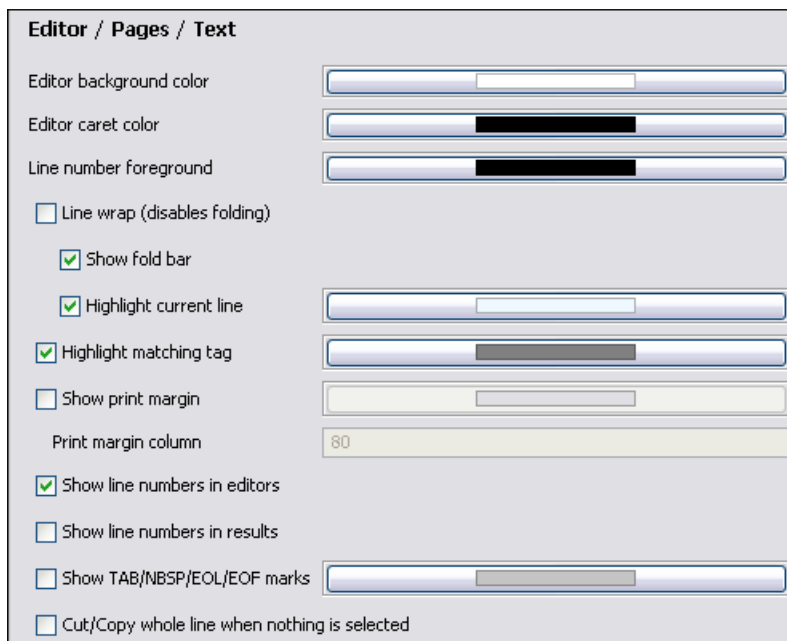 Editor / Pages / Text
Editor background color
Editor caret color
Line number foreground
Line wrap (disables folding)
Show fold bar
Highlight current line
Highlight matching tag
Show print margin
Print margin column 80
Show line numbers in editors
Show line numbers in results
Show TAB/NBSP/EOL/EOF marks
Cut/Copy whole line when nothing is selected